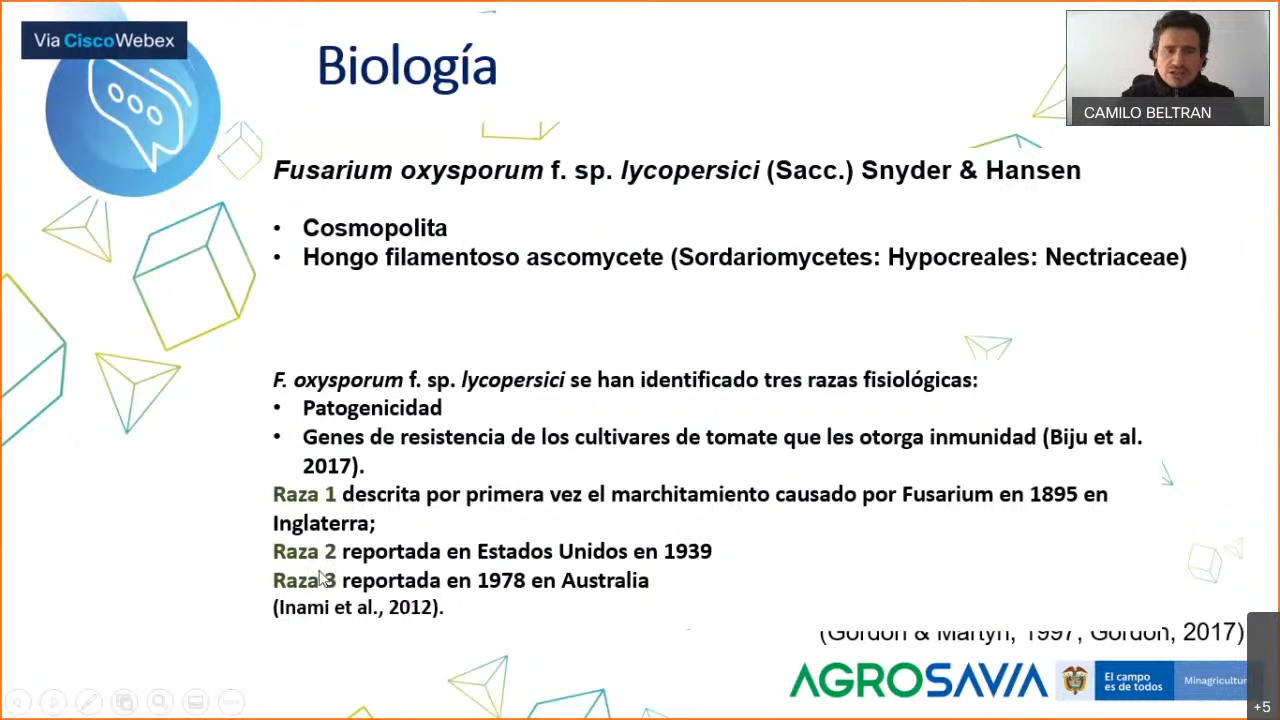 Vía CiscoWebex
Biología
CAMILO BELTRAN
Fusarium oxysporum f. sp. lycopersici (Sacc.) Snyder & Hansen
• Cosmopolita
• Hongo filamentoso ascomycete (Sordariomycetes: Hypocreales: Nectriaceae)
F. oxysporum f. sp. lycopersici se han identificado tres razas fisiológicas:
• Patogenicidad
• Genes de resistencia de los cultivares de tomate que les otorga inmunidad (Biju et al.
2017).
Raza 1 descrita por primera vez el marchitamiento causado por Fusarium en 1895 en
Inglaterra;
Raza 2 reportada en Estados Unidos en 1939
Raza 3 reportada en 1978 en Australia
(Inami et al., 2012).
(Gordon & Martyn, 1997, Gordon, 2017)
AGROSAVIA
El campo
es de todos
Minagricultur
+5